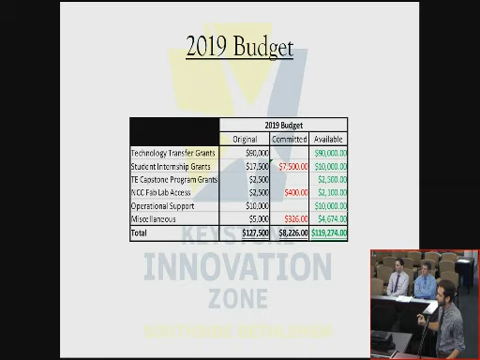 2019 Budget
2019 Budget
Original Committed Available
Technology Transfer Grants $90,000 $90,000.00
Student Internship Grants $17,500 $7,500.00 $10,000.00
TE Capstone Program Grants $2,500 $2,500.00
NCC Fab Lab Access $2,500 $400.00 $2,100.00
Operational Support $10,000 $10,000.00
Miscellaneous $5,000 $326.00 $4,674.00
Total $127,500 $8,226.00 $119,274.00
KEYSTONE
INNOVATION
ZONE